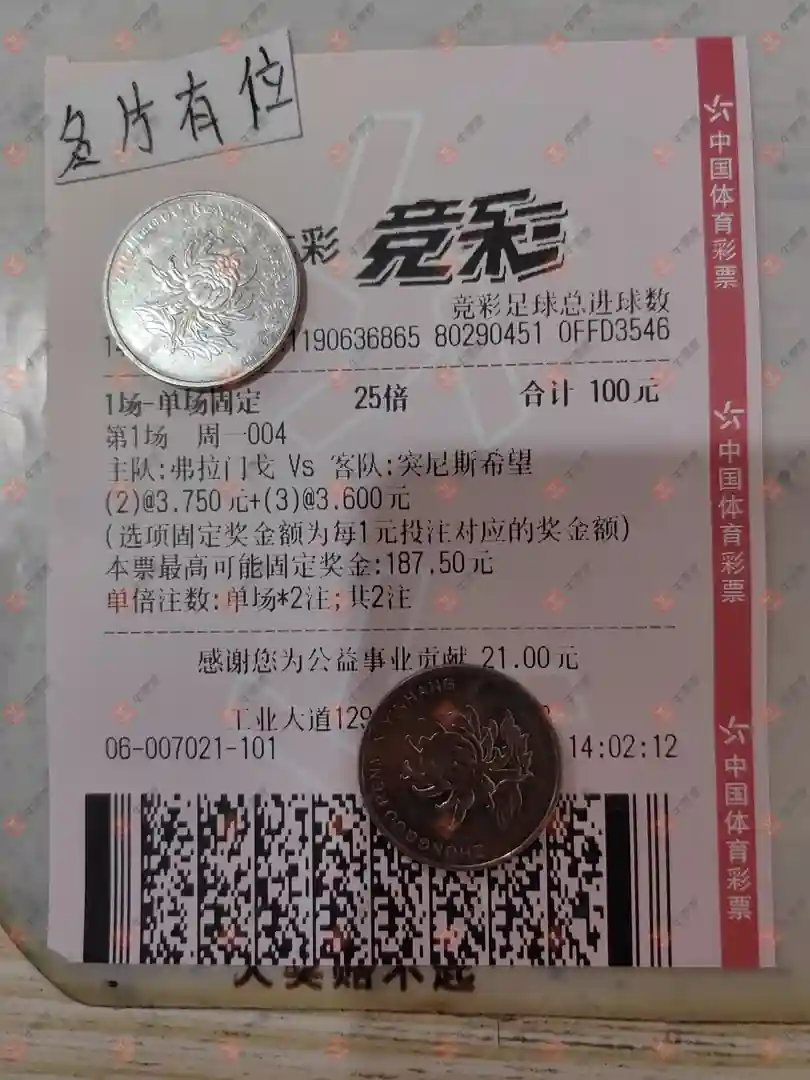 名片有位
彩 竞彩
竞彩足球总进球数
1190636865 80290451 0FFD3546
1场-单场固定 25倍 合计 100元
第1场 周一004
主队:弗拉门戈 Vs 客队:突尼斯希望
(2)@3.750元+(3)@3.600元
(选项固定奖金额为每1元投注对应的奖金额)
本票最高可能固定奖金:187.50元
单倍注数:单场*2注;共2注
感谢您为公益事业贡献 21.00元
工业大道129
06-007021-101 14:02:12
中国体育彩票
中国体育彩票
中国体育彩票